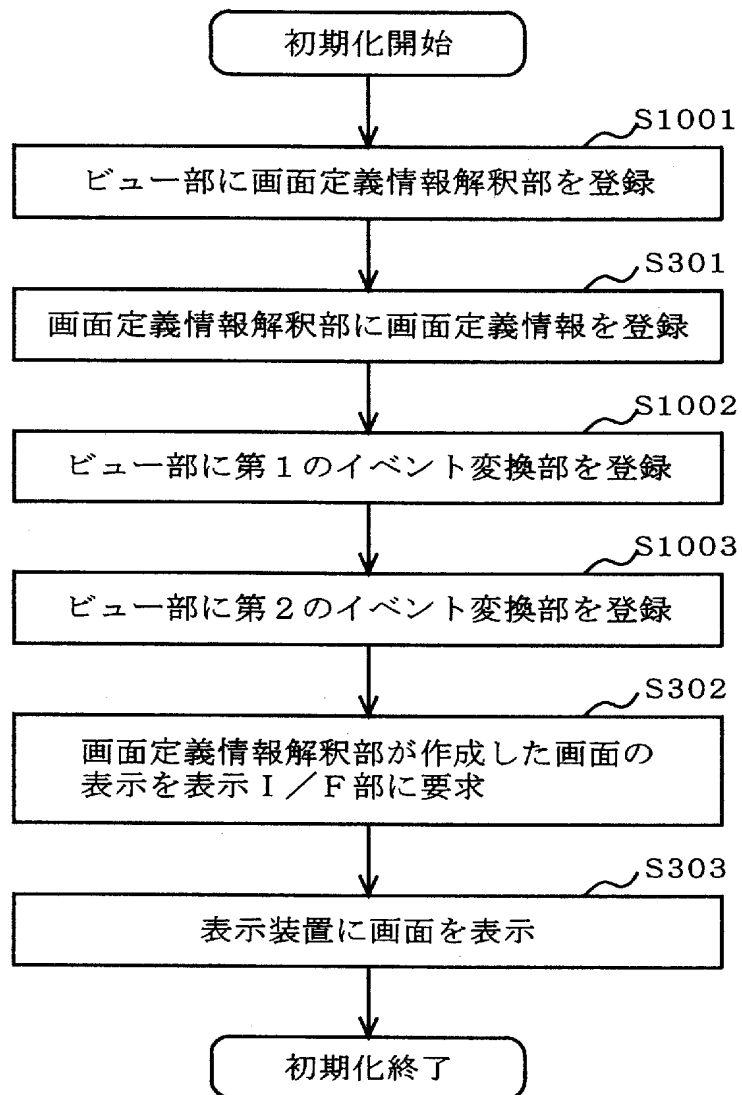 初期化開始
S1001
ビュー部に画面定義情報解釈部を登録
S301
画面定義情報解釈部に画面定義情報を登録
S1002
ビュー部に第１のイベント変換部を登録
S1003
ビュー部に第２のイベント変換部を登録
S302
画面定義情報解釈部が作成した画面の
表示を表示Ｉ／Ｆ部に要求
S303
表示装置に画面を表示
初期化終了